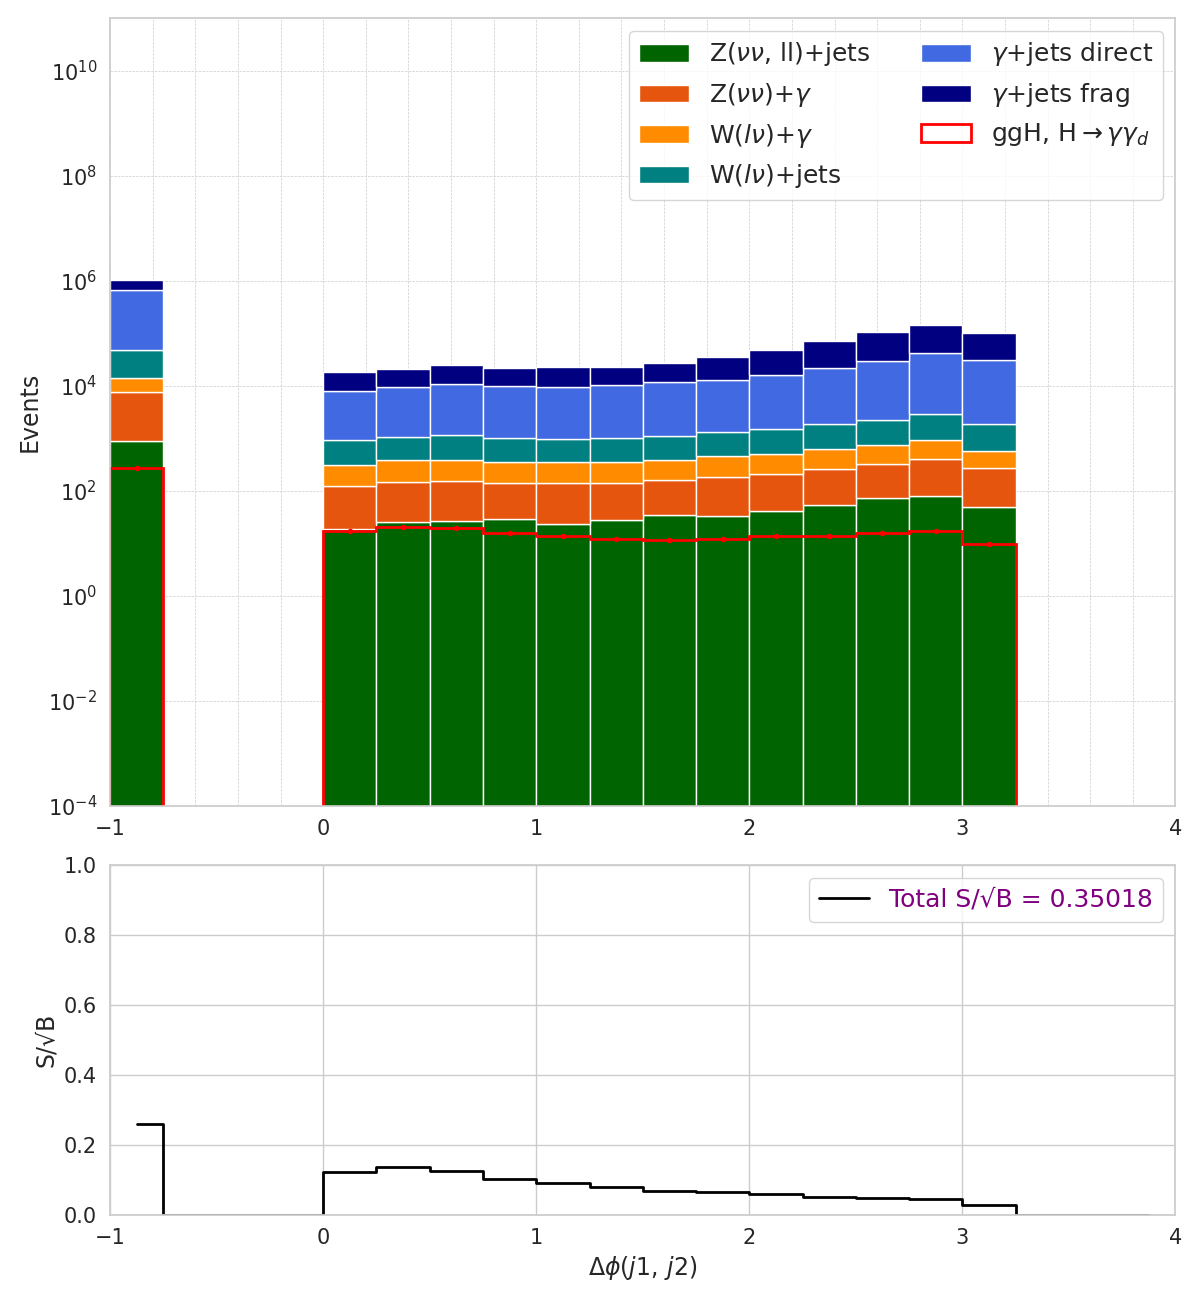 Z(νν, ll)+jets
Z(νν)+γ
W(lν)+γ
W(lν)+jets
γ+jets direct
γ+jets frag
ggH, H→γγ_d
Events
10^10
10^8
10^6
10^4
10^2
10^0
10^−2
10^−4
−1 0 1 2 3 4
Total S/√B = 0.35018
S/√B
1.0
0.8
0.6
0.4
0.2
0.0
−1 0 1 2 3 4
Δϕ(j1, j2)